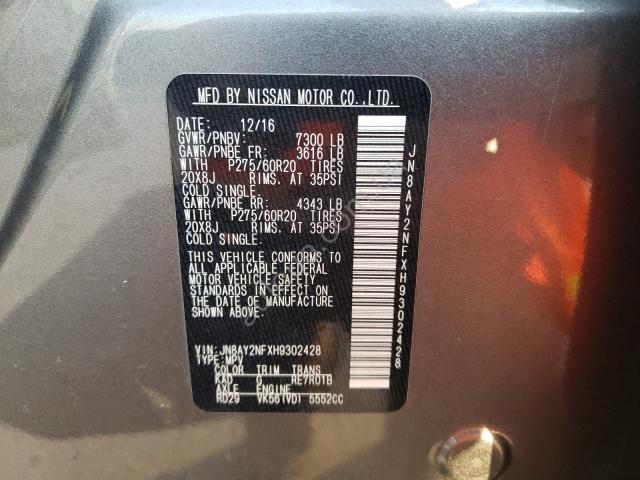 MFD BY NISSAN MOTOR CO.,LTD.
DATE: 12/16
GVWR/PNBV: 7300 LB
GAWR/PNBE FR: 3616 LB
WITH P275/60R20 TIRES
20X8J RIMS. AT 35PSI
COLD SINGLE.
GAWR/PNBE RR: 4343 LB
WITH P275/60R20 TIRES
20X8J RIMS. AT 35PSI
COLD SINGLE.
THIS VEHICLE CONFORMS TO
ALL APPLICABLE FEDERAL
MOTOR VEHICLE SAFETY
STANDARDS IN EFFECT
ON THE DATE OF MANUFACTURE
SHOWN ABOVE.
VIN:JN8AY2NFXH9302428
TYPE:MPV
COLOR TRIM TRANS
KAD G RE7R01B
AXLE ENGINE
RD29 VK56(VD) 5552CC
JN8AY2NFXH9302428